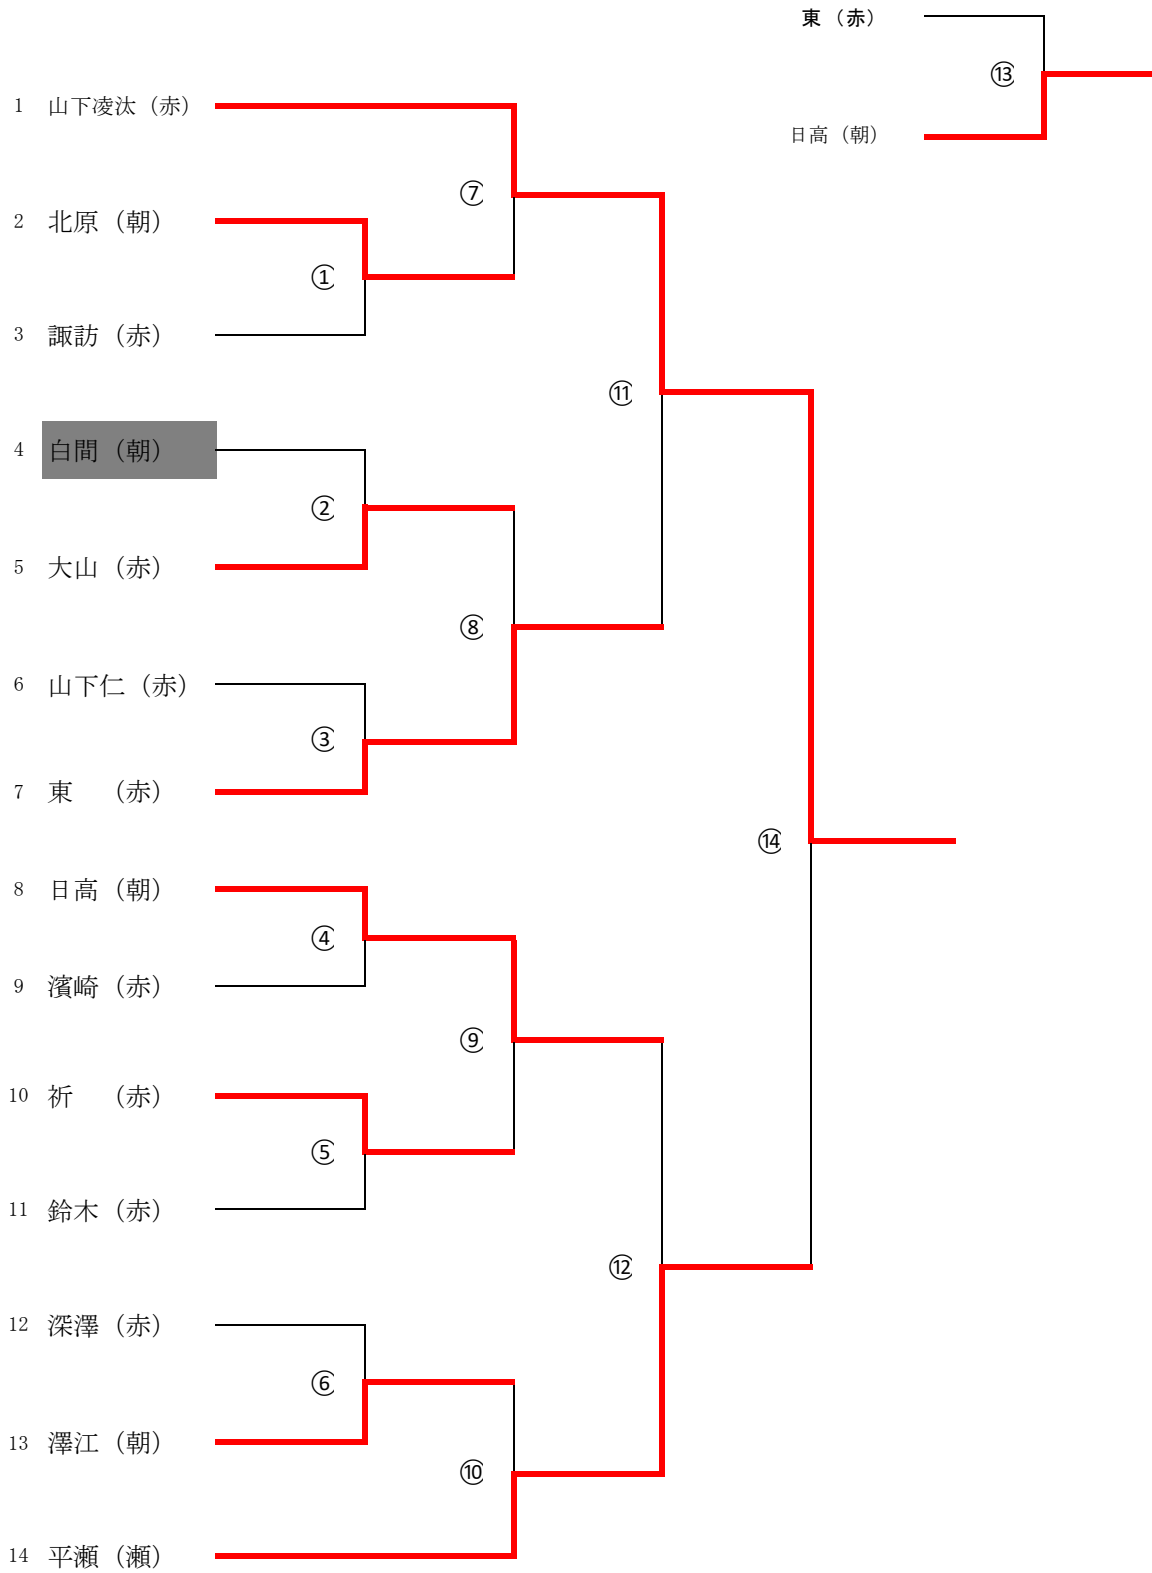 東（赤）
⑬
日高（朝）
1 山下凌汰（赤）
⑦
2 北原（朝）
①
3 諏訪（赤）
⑪
4 白間（朝）
②
5 大山（赤）
⑧
6 山下仁（赤）
③
7 東　（赤）
⑭
8 日高（朝）
④
9 濱崎（赤）
⑨
10 祈　（赤）
⑤
11 鈴木（赤）
⑫
12 深澤（赤）
⑥
13 澤江（朝）
⑩
14 平瀬（瀬）